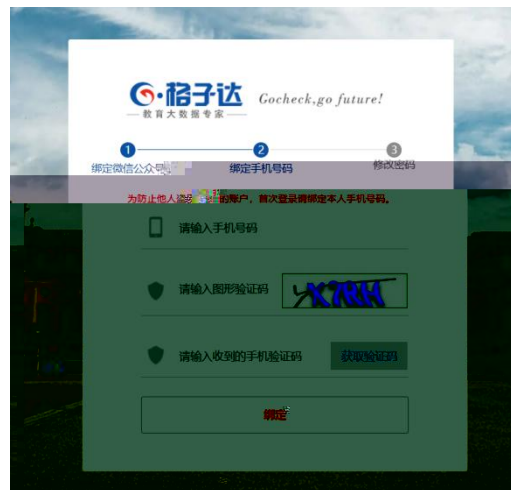 格子达 Gocheck,go future!
教育大数据专家
1 2 3
绑定微信公众号 绑定手机号码 修改密码
为防止他人盗 的账户，首次登录请绑定本人手机号码。
请输入手机号码
请输入图形验证码 X7RH
请输入收到的手机验证码 获取验证码
绑定